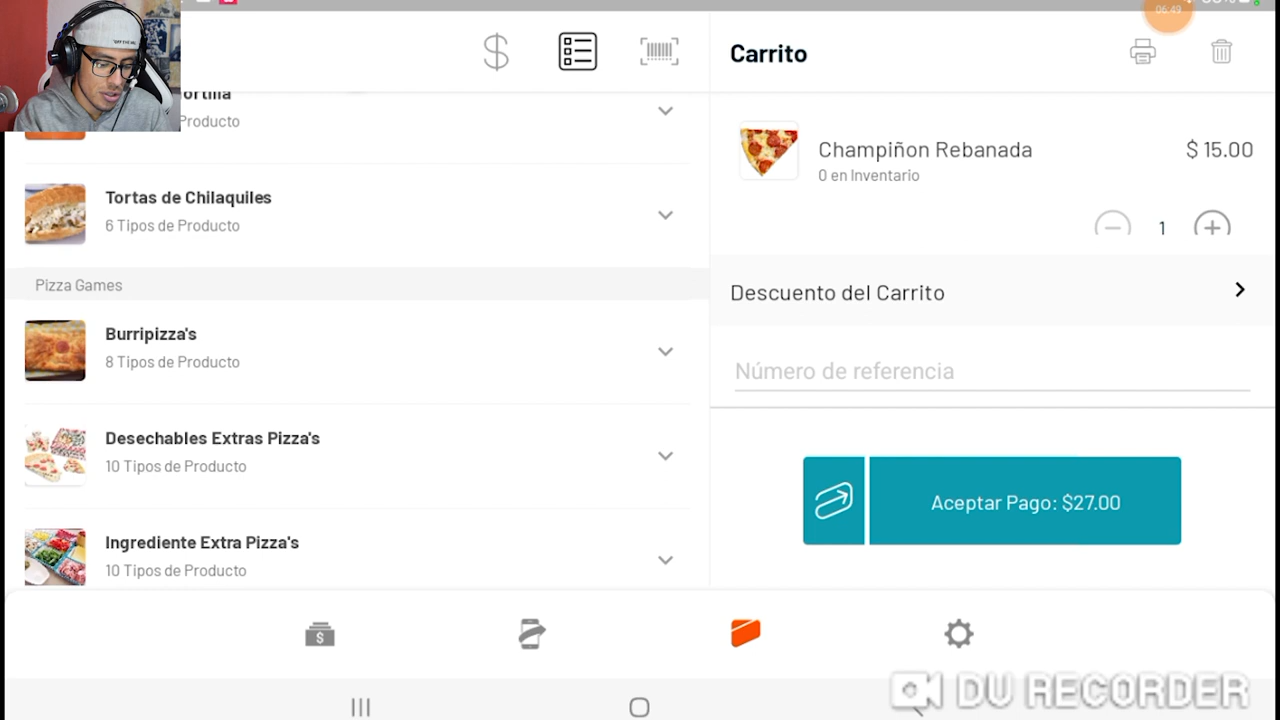 06:49
Carrito
Producto
Tortas de Chilaquiles
6 Tipos de Producto
Pizza Games
Burripizza's
8 Tipos de Producto
Desechables Extras Pizza's
10 Tipos de Producto
Ingrediente Extra Pizza's
10 Tipos de Producto
Champiñon Rebanada
$ 15.00
0 en Inventario
1
Descuento del Carrito
Número de referencia
Aceptar Pago: $27.00
DU RECORDER